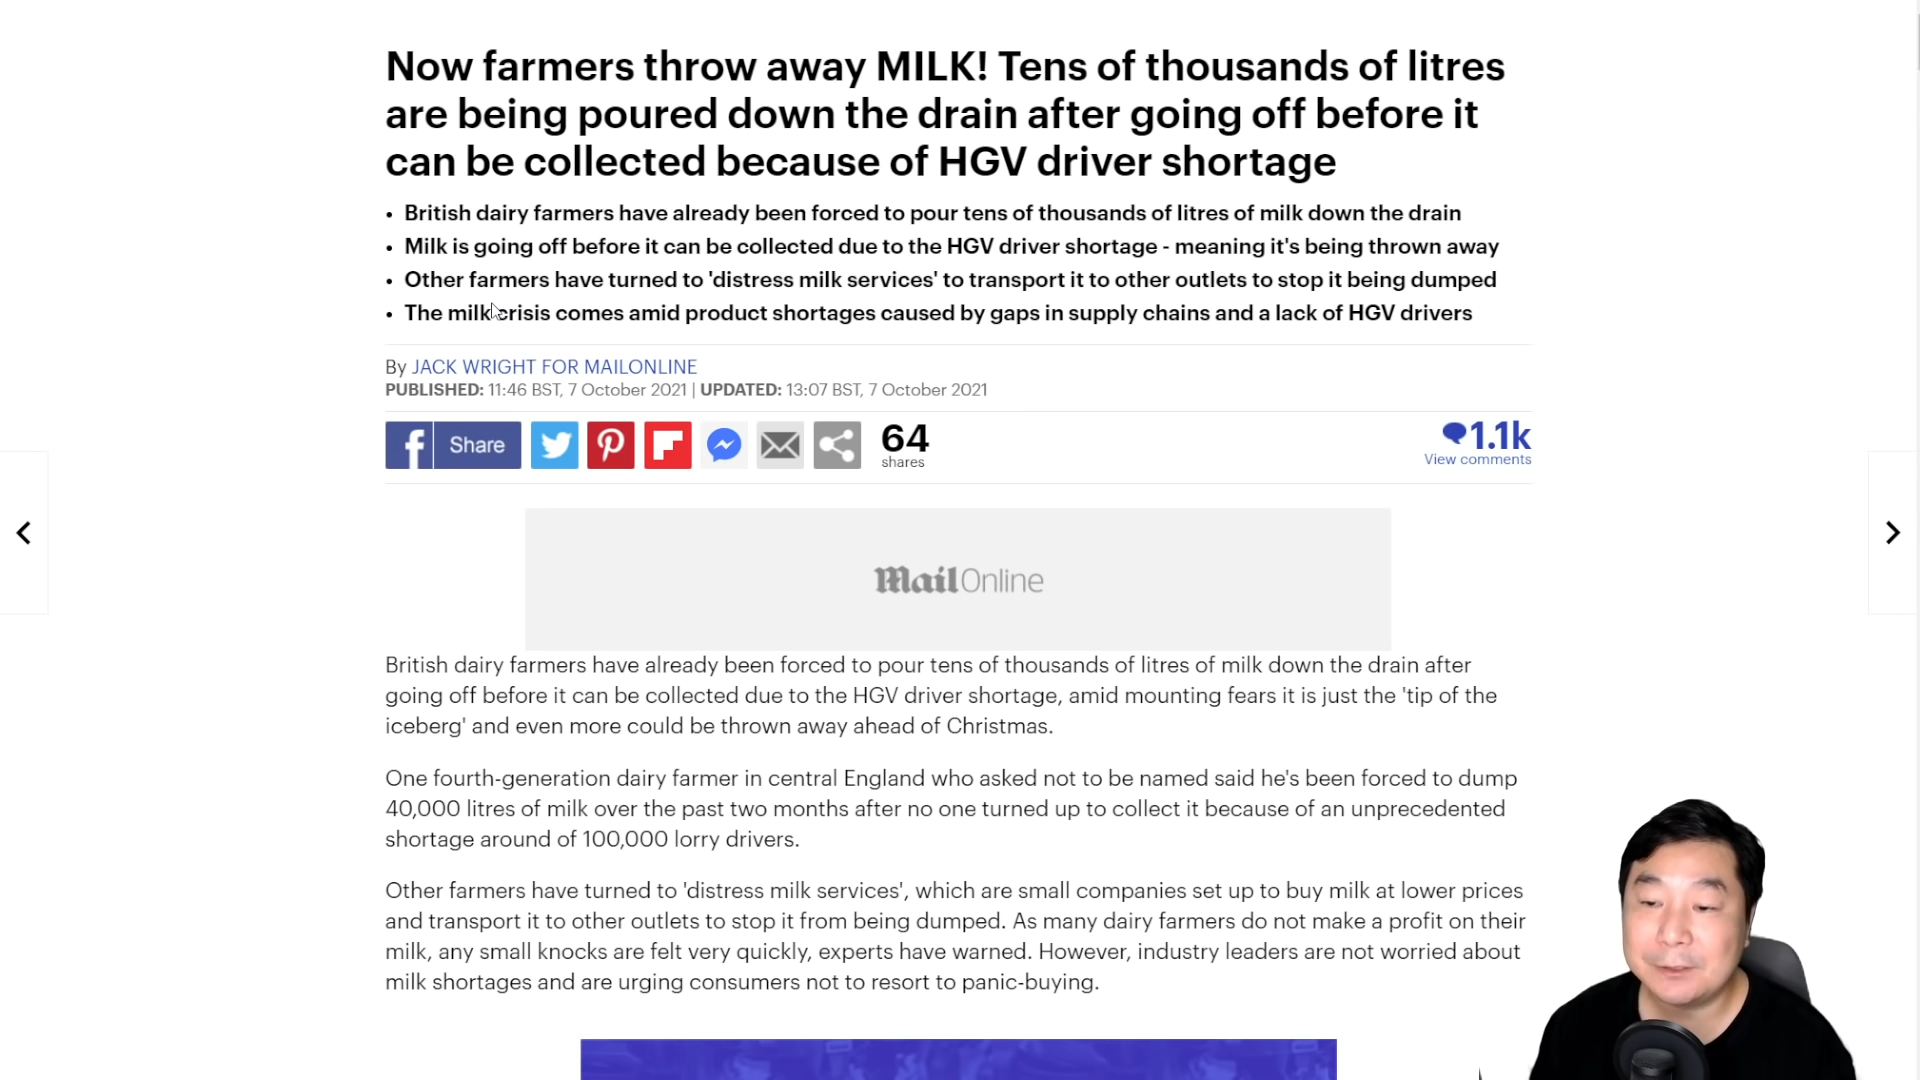 Now farmers throw away MILK! Tens of thousands of litres
are being poured down the drain after going off before it
can be collected because of HGV driver shortage
• British dairy farmers have already been forced to pour tens of thousands of litres of milk down the drain
• Milk is going off before it can be collected due to the HGV driver shortage - meaning it's being thrown away
• Other farmers have turned to 'distress milk services' to transport it to other outlets to stop it being dumped
• The milk crisis comes amid product shortages caused by gaps in supply chains and a lack of HGV drivers
By JACK WRIGHT FOR MAILONLINE
PUBLISHED: 11:46 BST, 7 October 2021 | UPDATED: 13:07 BST, 7 October 2021
Share
64
shares
1.1k
View comments
MailOnline
British dairy farmers have already been forced to pour tens of thousands of litres of milk down the drain after
going off before it can be collected due to the HGV driver shortage, amid mounting fears it is just the 'tip of the
iceberg' and even more could be thrown away ahead of Christmas.
One fourth-generation dairy farmer in central England who asked not to be named said he's been forced to dump
40,000 litres of milk over the past two months after no one turned up to collect it because of an unprecedented
shortage around of 100,000 lorry drivers.
Other farmers have turned to 'distress milk services', which are small companies set up to buy milk at lower prices
and transport it to other outlets to stop it from being dumped. As many dairy farmers do not make a profit on their
milk, any small knocks are felt very quickly, experts have warned. However, industry leaders are not worried about
milk shortages and are urging consumers not to resort to panic-buying.